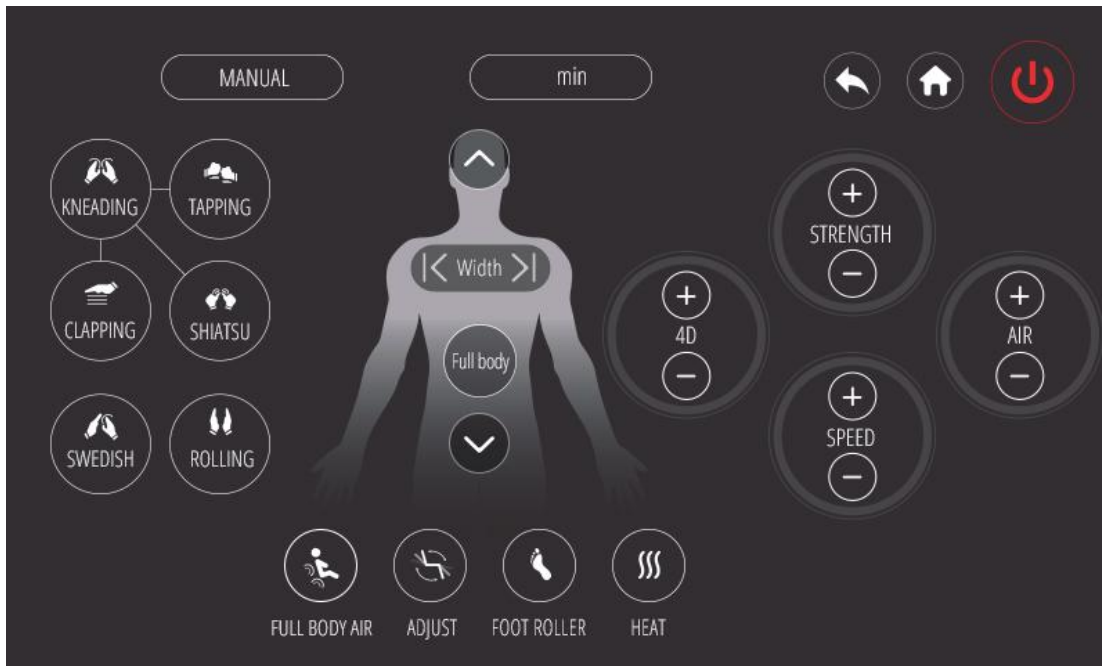 MANUAL
min
KNEADING
TAPPING
CLAPPING
SHIATSU
SWEDISH
ROLLING
Width
Full body
STRENGTH
4D
AIR
SPEED
FULL BODY AIR
ADJUST
FOOT ROLLER
HEAT